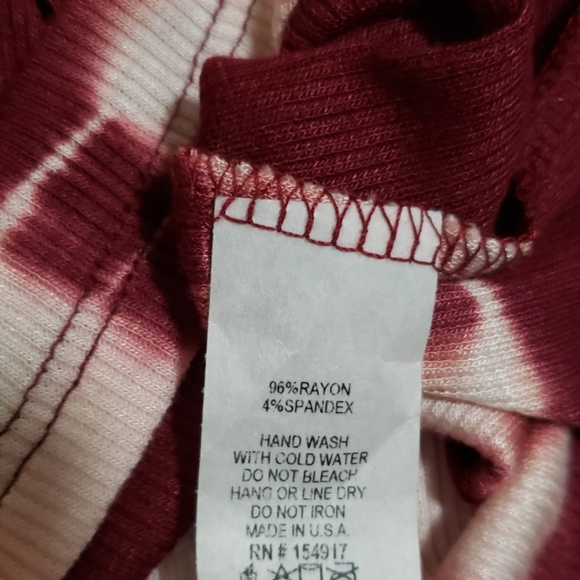 96%RAYON
4%SPANDEX
HAND WASH
WITH COLD WATER
DO NOT BLEACH
HANG OR LINE DRY
DO NOT IRON
MADE IN U.S.A.
RN # 154917